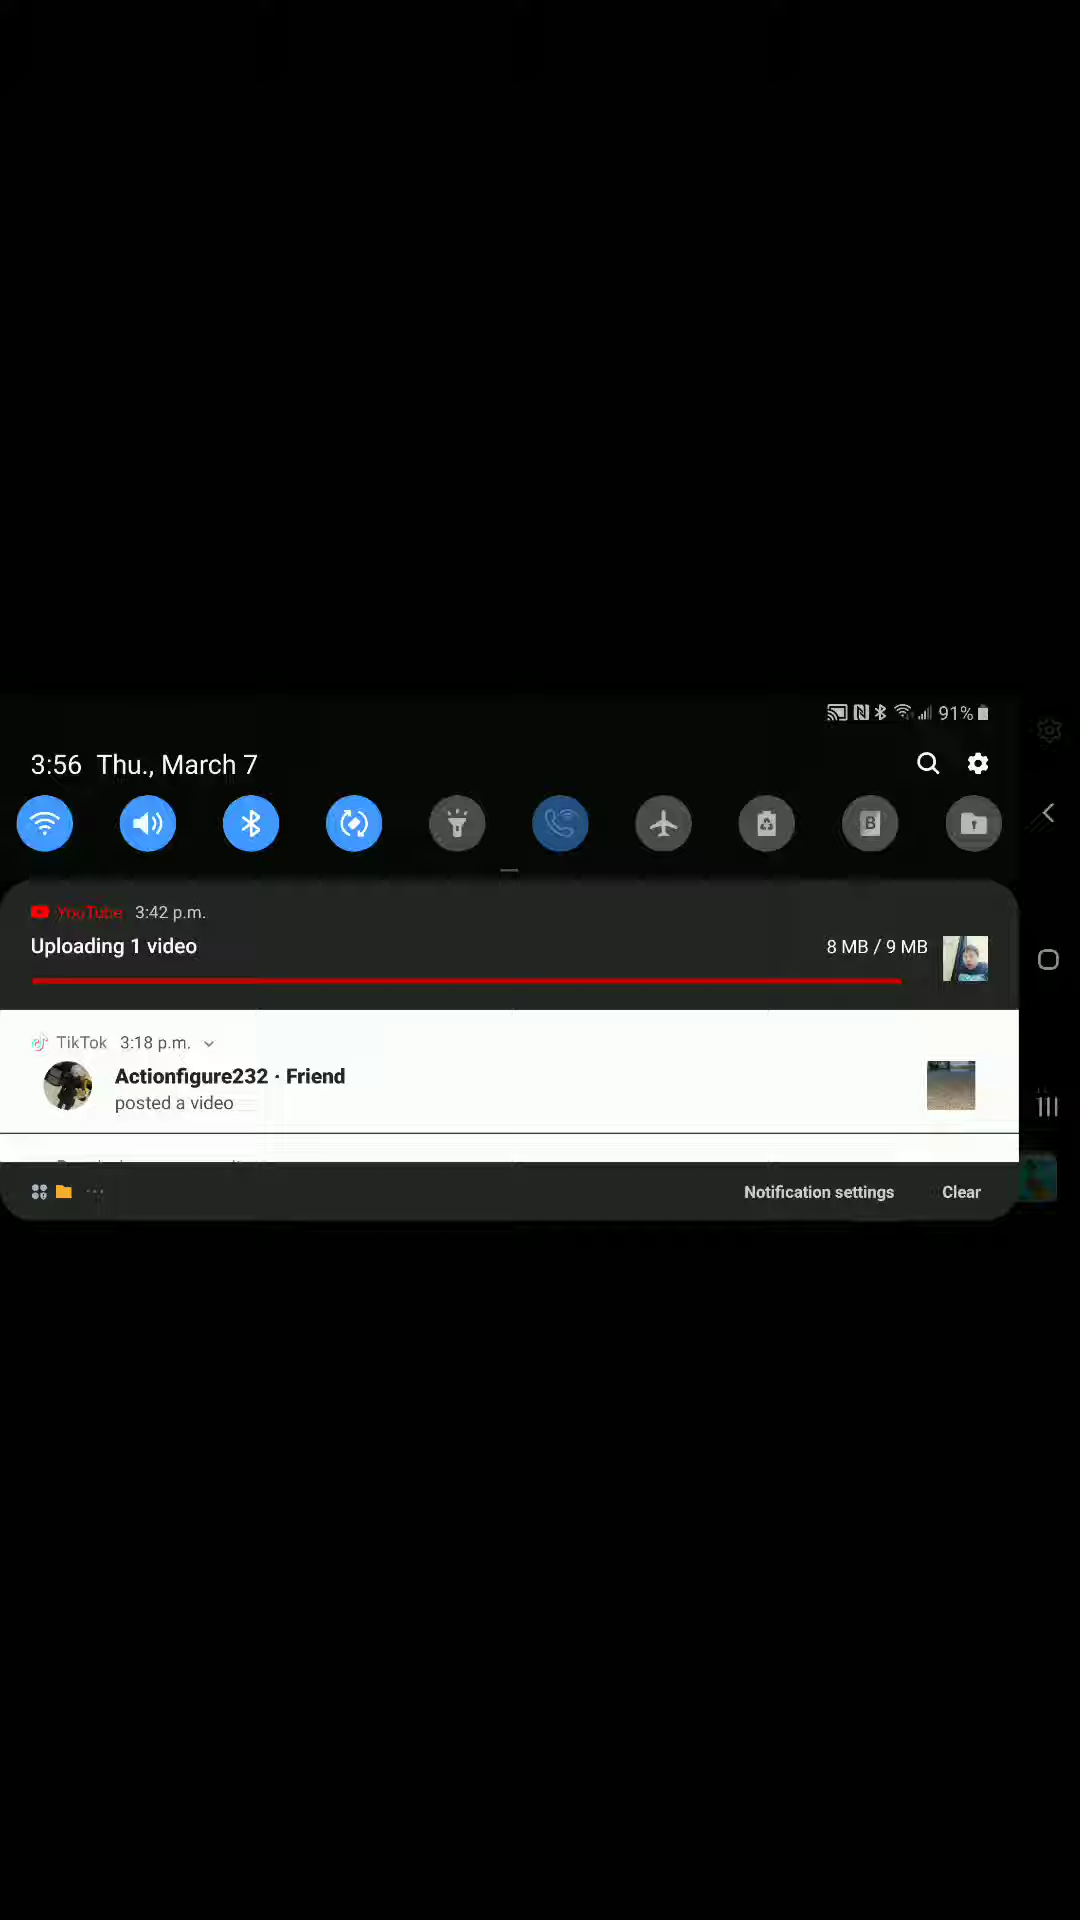 91%
3:56 Thu., March 7
B
YouTube 3:42 p.m.
Uploading 1 video 8 MB / 9 MB
TikTok 3:18 p.m.
Actionfigure232 · Friend
posted a video
Notification settings Clear